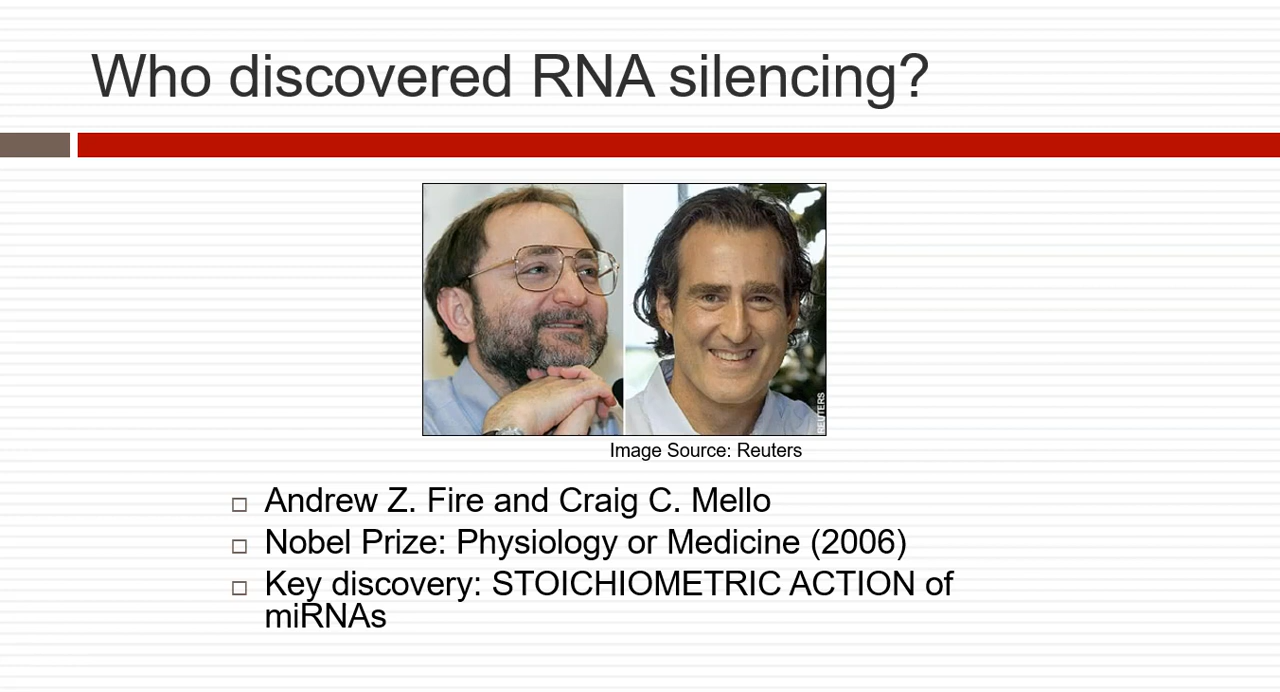 Who discovered RNA silencing?
REUTERS
Image Source: Reuters
Andrew Z. Fire and Craig C. Mello
Nobel Prize: Physiology or Medicine (2006)
Key discovery: STOICHIOMETRIC ACTION of
miRNAs